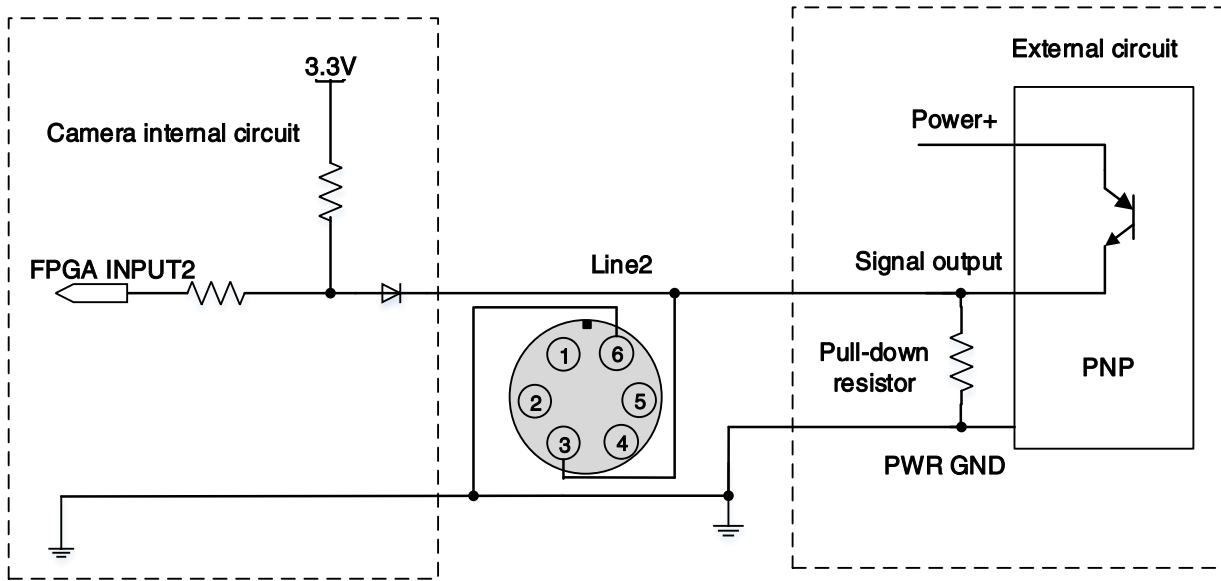 External circuit
3.3V
Camera internal circuit
Power+
FPGA INPUT2
Line2
Signal output
1
6
Pull-down
resistor
PNP
2
5
3
4
PWR GND